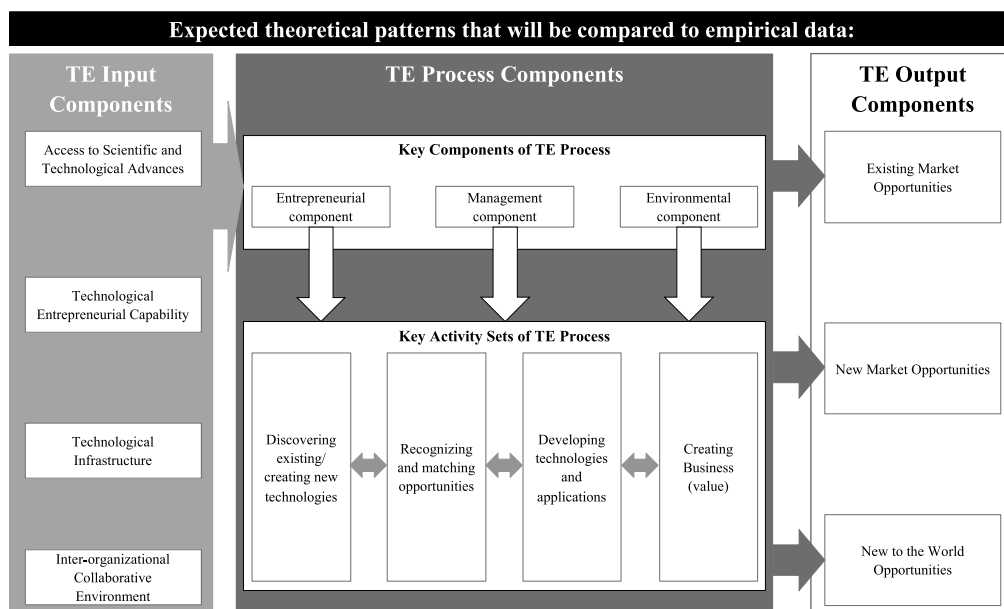 Expected theoretical patterns that will be compared to empirical data:
TE Input
Components
Access to Scientific and
Technological Advances
Technological
Entrepreneurial Capability
Technological
Infrastructure
Inter-organizational
Collaborative
Environment
TE Process Components
Key Components of TE Process
Entrepreneurial
component
Management
component
Environmental
component
Key Activity Sets of TE Process
Discovering
existing/
creating new
technologies
Recognizing
and matching
opportunities
Developing
technologies
and
applications
Creating
Business
(value)
TE Output
Components
Existing Market
Opportunities
New Market Opportunities
New to the World
Opportunities